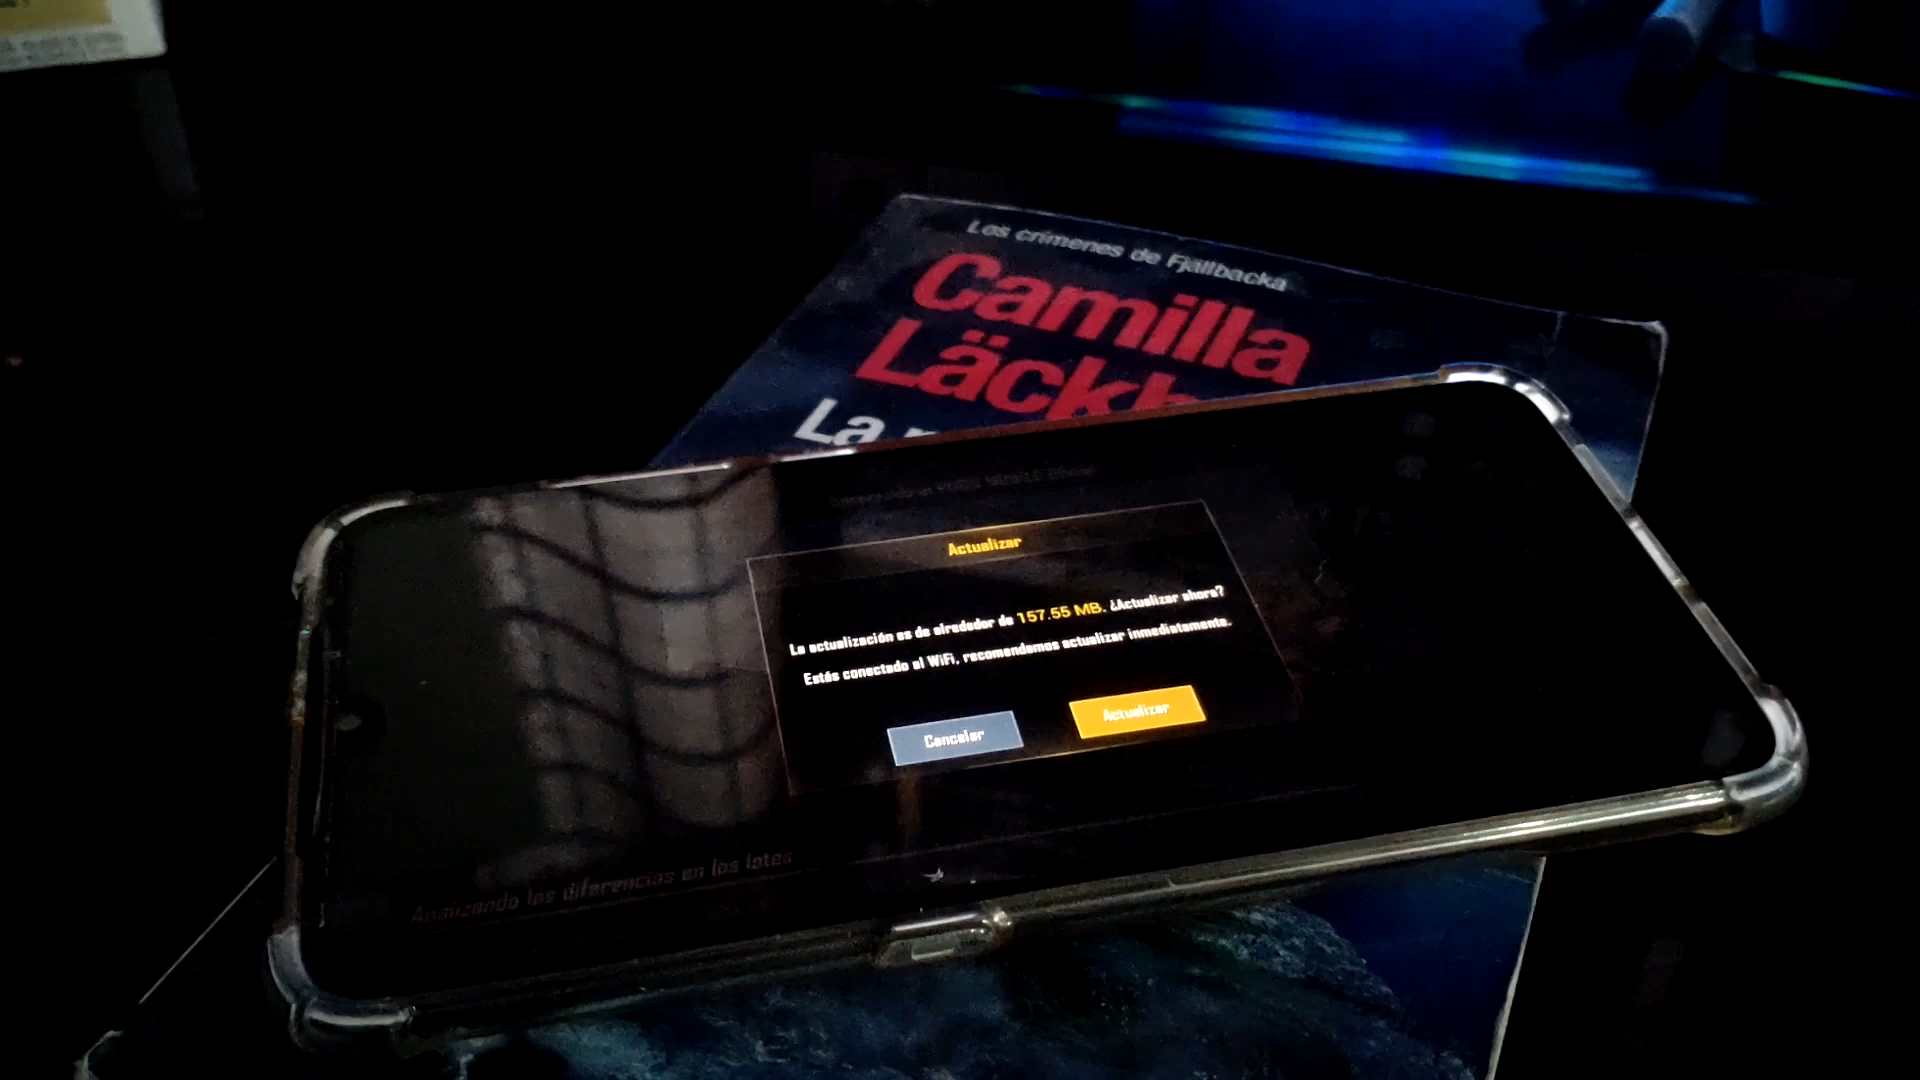 Los crímenes de Fjällbacka
Camilla
Läckb
La
Actualizar
La actualización es de alrededor de 157.55 MB. ¿Actualizar ahora?
Estás conectado al WiFi, recomendamos actualizar inmediatamente.
Cancelar
Actualizar
Analizando las diferencias en los lotes